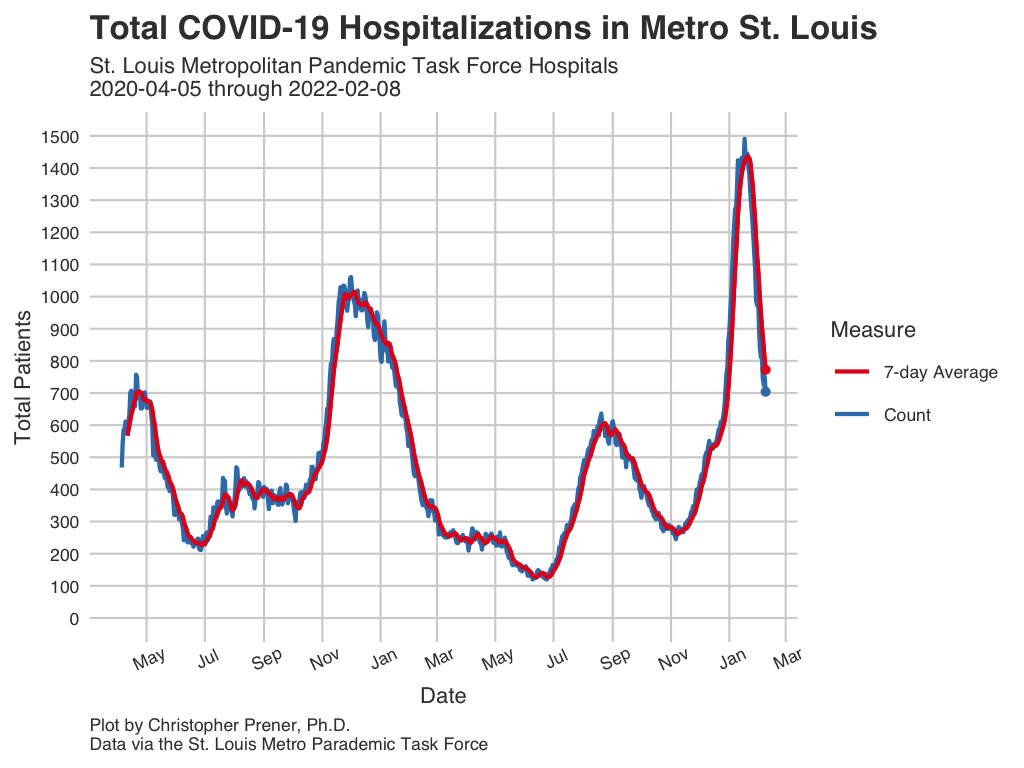 Total COVID-19 Hospitalizations in Metro St. Louis
St. Louis Metropolitan Pandemic Task Force Hospitals
2020-04-05 through 2022-02-08
1500
1400
1300
1200
1100
1000
900
800
700
600
500
400
300
200
100
0
Total Patients
May
Jul
Sep
Nov
Jan
Mar
May
Jul
Sep
Nov
Jan
Mar
Date
Measure
7-day Average
Count
Plot by Christopher Prener, Ph.D.
Data via the St. Louis Metro Parademic Task Force